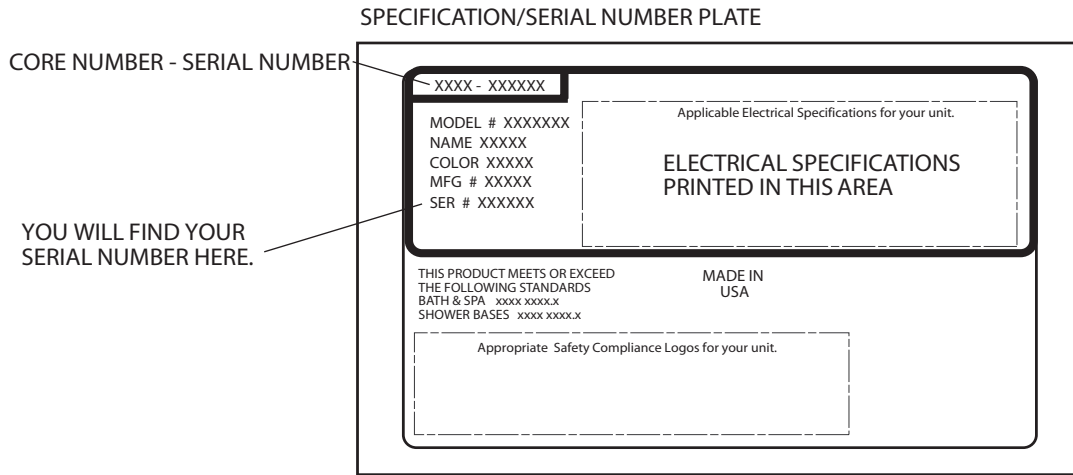 SPECIFICATION/SERIAL NUMBER PLATE
CORE NUMBER - SERIAL NUMBER
XXXX - XXXXXX
MODEL # XXXXXXX
NAME XXXXX
COLOR XXXXX
MFG # XXXXX
SER # XXXXXX
Applicable Electrical Specifications for your unit.
ELECTRICAL SPECIFICATIONS
PRINTED IN THIS AREA
YOU WILL FIND YOUR
SERIAL NUMBER HERE.
THIS PRODUCT MEETS OR EXCEED
THE FOLLOWING STANDARDS
BATH & SPA xxxx xxxx.x
SHOWER BASES xxxx xxxx.x
MADE IN
USA
Appropriate Safety Compliance Logos for your unit.